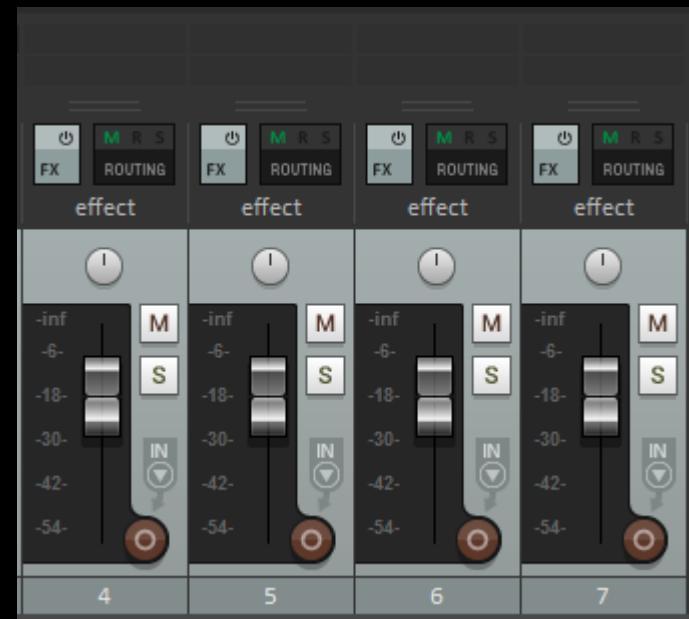 M R S M R S M R S M R S
FX ROUTING FX ROUTING FX ROUTING FX ROUTING
effect effect effect effect
-inf M -inf M -inf M -inf M
-6- -6- -6- -6-
S S S S
-18- -18- -18- -18-
-30- IN -30- IN -30- IN -30- IN
-42- -42- -42- -42-
-54- -54- -54- -54-
4 5 6 7